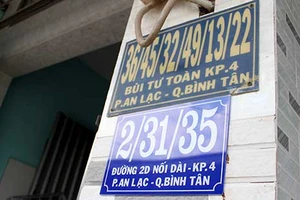 36/45/32/49/13/22
BÙI TƯ TOÀN KP.4
P.AN LẠC - Q.BÌNH TÂN
2/31/35
ĐƯỜNG 2D NỐI DÀI - KP.4
P.AN LẠC - Q.BÌNH TÂN